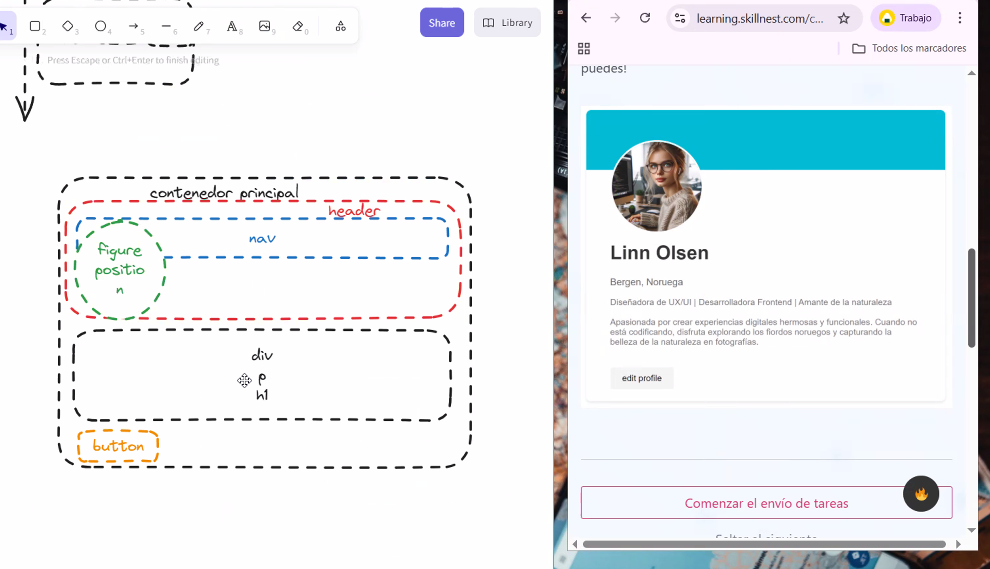 1
2
3
4
5
6
7
8
9
0
Share
Library
Press Escape or Ctrl+Enter to finish editing
contenedor principal
header
nav
figure
positio
n
div
p
h1
button
learning.skillnest.com/c...
Trabajo
Todos los marcadores
puedes!
Linn Olsen
Bergen, Noruega
Diseñadora de UX/UI | Desarrolladora Frontend | Amante de la naturaleza
Apasionada por crear experiencias digitales hermosas y funcionales. Cuando no
está codificando, disfruta explorando los fiordos noruegos y capturando la
belleza de la naturaleza en fotografías.
edit profile
Comenzar el envío de tareas